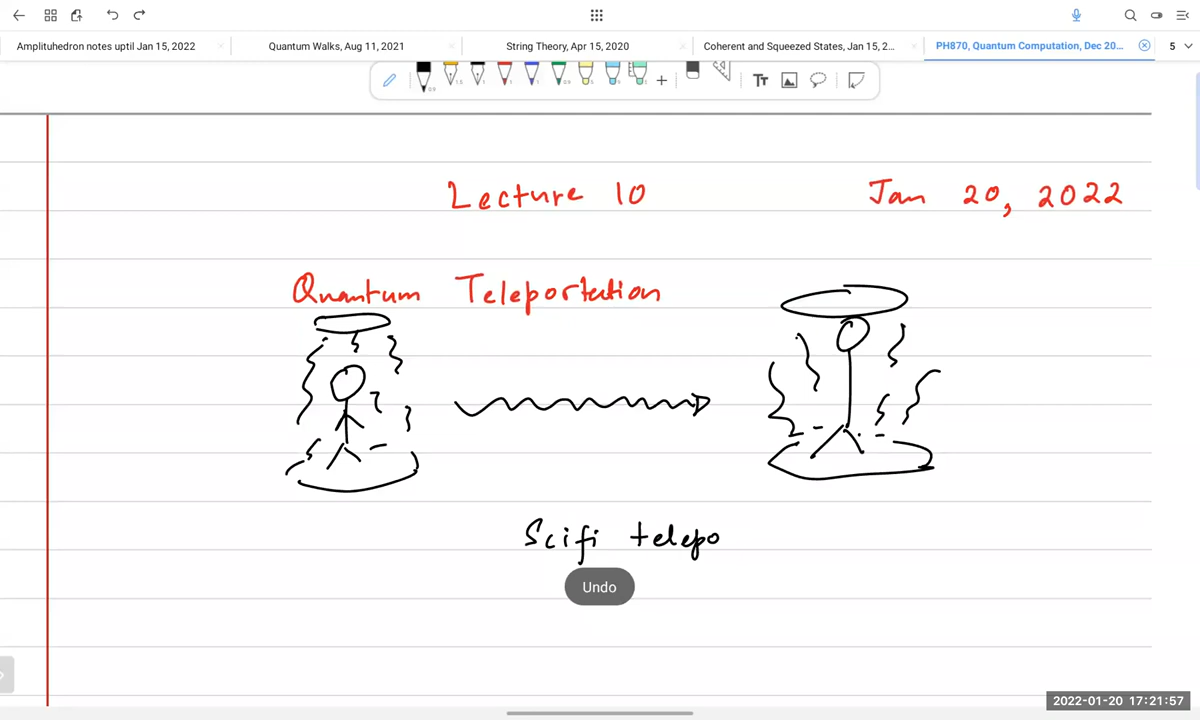 Amplituhedron notes uptil Jan 15, 2022 Quantum Walks, Aug 11, 2021 String Theory, Apr 15, 2020 Coherent and Squeezed States, Jan 15, 2... PH870, Quantum Computation, Dec 20... 5
Tт
Lecture 10 Jan 20, 2022
Quantum Teleportation
Scifi telepo
Undo
2022-01-20 17:21:57